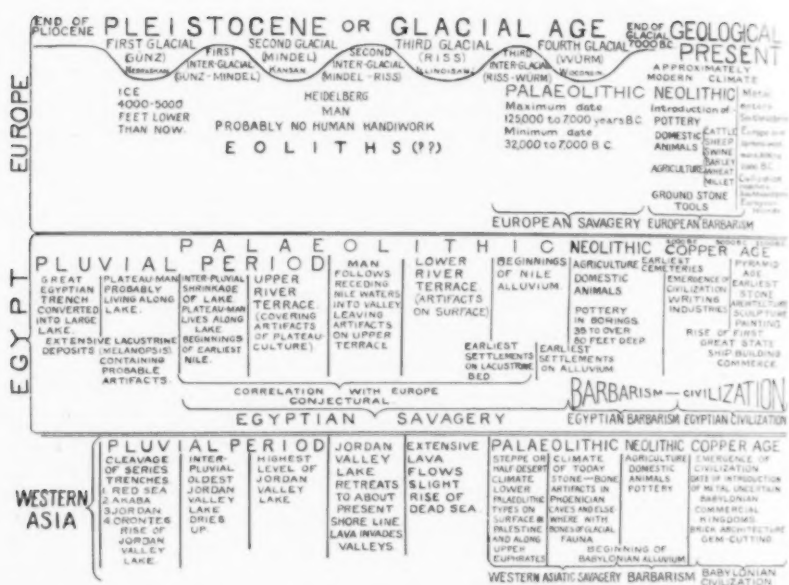 END OF PLIOCENE
PLEISTOCENE OR GLACIAL AGE
END OF GLACIAL 7000 B.C.
GEOLOGICAL PRESENT
FIRST GLACIAL (GÜNZ) NEBRASKAN
FIRST INTER-GLACIAL (GÜNZ-MINDEL)
SECOND GLACIAL (MINDEL) KANSAN
SECOND INTER-GLACIAL (MINDEL-RISS)
THIRD GLACIAL (RISS) ILLINOISAN
THIRD INTER-GLACIAL (RISS-WÜRM)
FOURTH GLACIAL (WÜRM) WISCONSIN
APPROXIMATELY MODERN CLIMATE
EUROPE
ICE
4000-5000
FEET LOWER
THAN NOW.
HEIDELBERG
MAN
PROBABLY NO HUMAN HANDIWORK
EOLITHS (??)
PALAEOLITHIC
Maximum date
125,000 to 7,000 years B.C.
Minimum date
32,000 to 7,000 B.C.
NEOLITHIC
Introduction of
POTTERY
DOMESTIC
ANIMALS
CATTLE
SHEEP
SWINE
AGRICULTURE
BARLEY
WHEAT
MILLET
GROUND STONE
TOOLS
Metal
EUROPEAN SAVAGERY
EUROPEAN BARBARISM
EGYPT
PALAEOLITHIC
NEOLITHIC
COPPER AGE
PLUVIAL PERIOD
GREAT
EGYPTIAN
TRENCH
CONVERTED
INTO LARGE
LAKE.
PLATEAU-MAN
PROBABLY
LIVING ALONG
LAKE.
EXTENSIVE LACUSTRINE
DEPOSITS (MELANOPSIS)
CONTAINING
PROBABLE
ARTIFACTS.
INTER-PLUVIAL
SHRINKAGE
OF LAKE.
PLATEAU-MAN
LIVES ALONG
LAKE
BEGINNINGS
OF EARLIEST
NILE.
UPPER
RIVER
TERRACE.
(COVERING
ARTIFACTS
OF PLATEAU-
CULTURE)
MAN
FOLLOWS
RECEDING
NILE WATERS
INTO VALLEY
LEAVING
ARTIFACTS
ON UPPER
TERRACE
LOWER
RIVER
TERRACE.
(ARTIFACTS
ON SURFACE)
BEGINNINGS
OF NILE
ALLUVIUM.
EARLIEST
SETTLEMENTS
ON LACUSTRINE
BED
EARLIEST
SETTLEMENTS
ON ALLUVIUM
AGRICULTURE
DOMESTIC
ANIMALS
POTTERY
IN BORINGS
35 TO OVER
80 FEET DEEP.
EARLIEST
CEMETERIES
EMERGENCE OF
CIVILIZATION
WRITING
INDUSTRIES
RISE OF FIRST
GREAT STATE
PYRAMID
AGE
EARLIEST
STONE
ARCHITECTURE
SCULPTURE
PAINTING
SHIP BUILDING
COMMERCE.
CORRELATION WITH EUROPE
CONJECTURAL
EGYPTIAN SAVAGERY
BARBARISM — CIVILIZATION
EGYPTIAN BARBARISM
EGYPTIAN CIVILIZATION
WESTERN
ASIA
PLUVIAL PERIOD
CLEAVAGE
OF SERIES
TRENCHES
1. RED SEA
2. AKABA
3. JORDAN
4. ORONTES
RISE OF
JORDAN
VALLEY
LAKE.
INTER-
PLUVIAL
OLDEST
JORDAN
VALLEY
LAKE
DRIES
UP.
HIGHEST
LEVEL OF
JORDAN
VALLEY
LAKE
JORDAN
VALLEY
LAKE
RETREATS
TO ABOUT
PRESENT
SHORE LINE
LAVA INVADES
VALLEYS.
EXTENSIVE
LAVA
FLOWS
SLIGHT
RISE OF
DEAD SEA.
PALAEOLITHIC
NEOLITHIC
COPPER AGE
STEPPE OR
HALF DESERT
CLIMATE
LOWER
PALAEOLITHIC
TYPES ON
SURFACE IN
PALESTINE
AND ALONG
UPPER
EUPHRATES
CLIMATE
OF TODAY
STONE-BONE
ARTIFACTS IN
PHOENICIAN
CAVES AND ELSE
WHERE WITH
BONES OF GLACIAL
FAUNA
AGRICULTURE
DOMESTIC
ANIMALS
POTTERY
BEGINNING OF
BABYLONIAN ALLUVIUM
EMERGENCE OF
CIVILIZATION
DATE OF INTRODUCTION
OF METAL UNCERTAIN
BABYLONIAN
COMMERCIAL
KINGDOMS.
BRICK ARCHITECTURE
GEM-CUTTING.
WESTERN ASIATIC SAVAGERY
BARBARISM
BABYLONIAN
CIVILIZATION